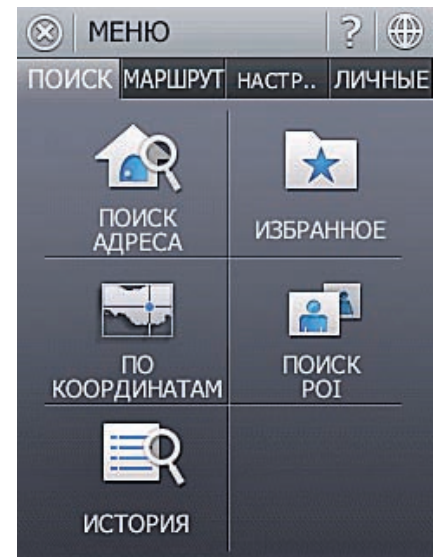 МЕНЮ ?
ПОИСК МАРШРУТ НАСТР.. ЛИЧНЫЕ
ПОИСК
АДРЕСА
ИЗБРАННОЕ
ПО
КООРДИНАТАМ
ПОИСК
POI
ИСТОРИЯ